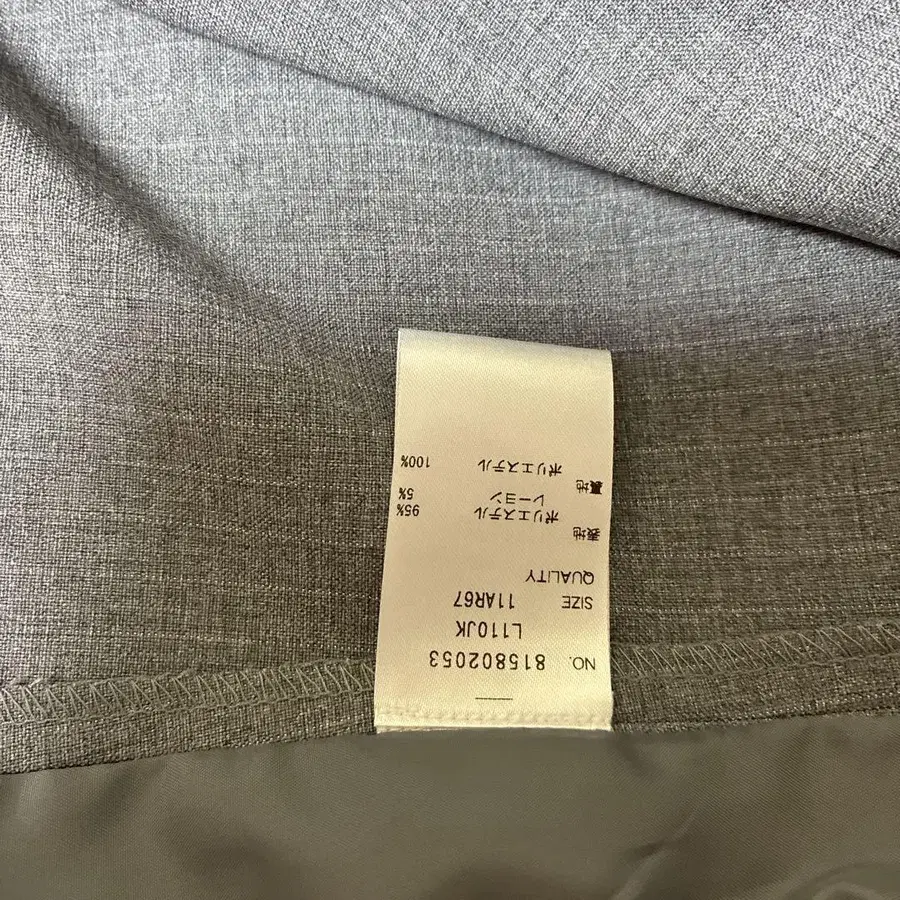 NO. 815802053
L110JK
SIZE 11AR67
QUALITY
表地
ポリエステル 95%
レーヨン 5%
裏地
ポリエステル 100%